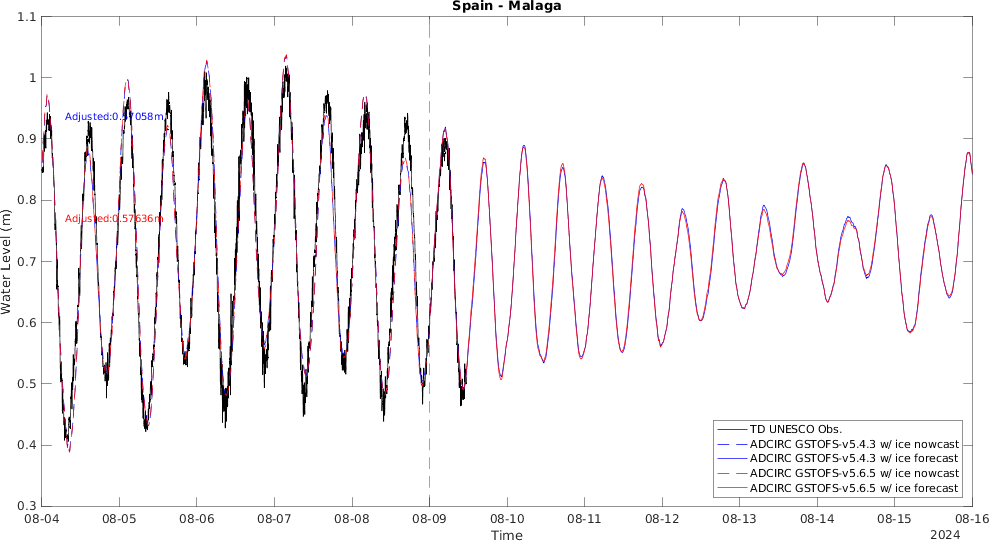 Spain - Malaga
1.1
1
0.9
0.8
0.7
0.6
0.5
0.4
0.3
Water Level (m)
Adjusted:0.57058m
Adjusted:0.57636m
TD UNESCO Obs.
ADCIRC GSTOFS-v5.4.3 w/ ice nowcast
ADCIRC GSTOFS-v5.4.3 w/ ice forecast
ADCIRC GSTOFS-v5.6.5 w/ ice nowcast
ADCIRC GSTOFS-v5.6.5 w/ ice forecast
08-04 08-05 08-06 08-07 08-08 08-09 08-10 08-11 08-12 08-13 08-14 08-15 08-16
Time
2024